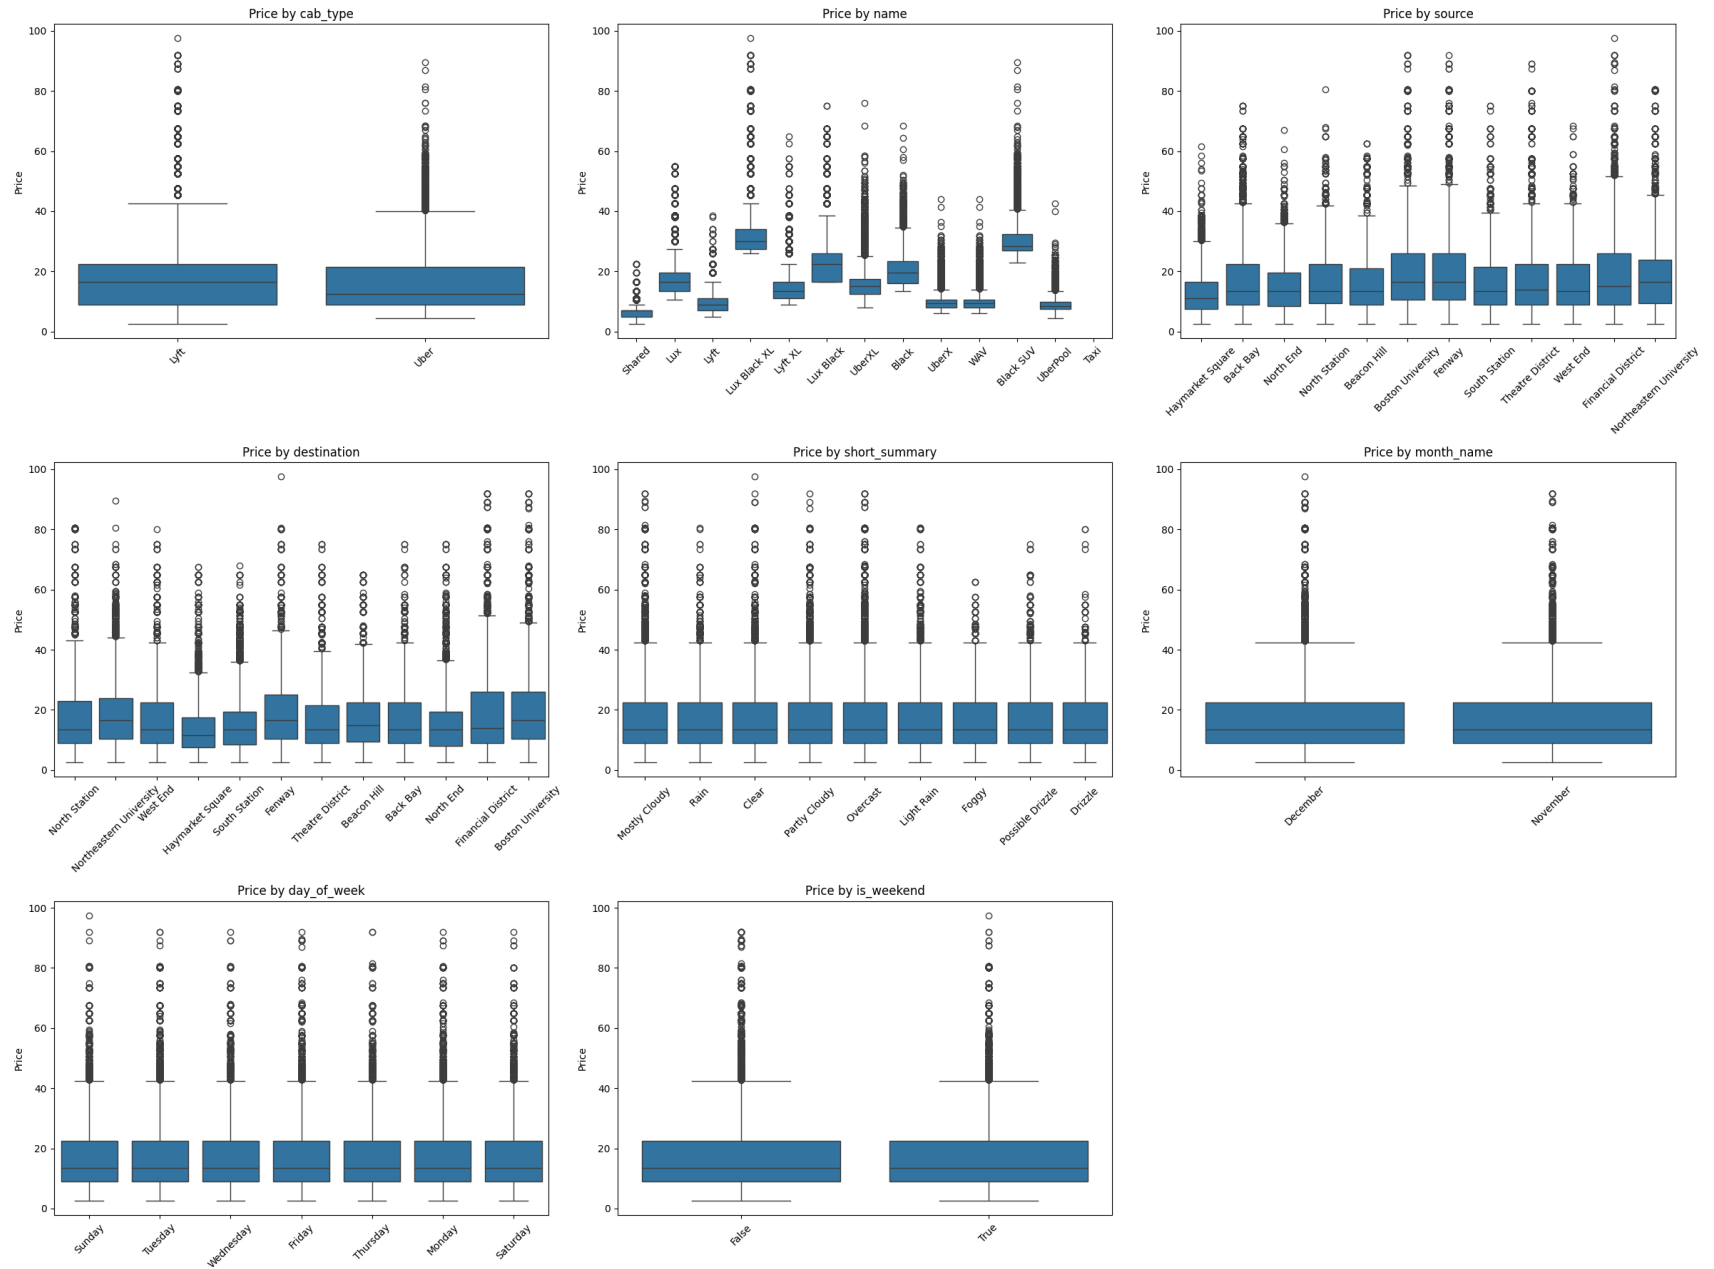 Price by cab_type
Price
100
80
60
40
20
0
Lyft
Uber
Price by name
Price
100
80
60
40
20
0
Shared
Lux
Lyft
Lux Black XL
Lyft XL
Lux Black
UberXL
Black
UberX
WAV
Black SUV
UberPool
Taxi
Price by source
Price
100
80
60
40
20
0
Haymarket Square
Back Bay
North End
North Station
Beacon Hill
Boston University
Fenway
South Station
Theatre District
West End
Financial District
Northeastern University
Price by destination
Price
100
80
60
40
20
0
North Station
Northeastern University
West End
Haymarket Square
South Station
Fenway
Theatre District
Beacon Hill
Back Bay
North End
Financial District
Boston University
Price by short_summary
Price
100
80
60
40
20
0
Mostly Cloudy
Rain
Clear
Partly Cloudy
Overcast
Light Rain
Foggy
Possible Drizzle
Drizzle
Price by month_name
Price
100
80
60
40
20
0
December
November
Price by day_of_week
Price
100
80
60
40
20
0
Sunday
Tuesday
Wednesday
Friday
Thursday
Monday
Saturday
Price by is_weekend
Price
100
80
60
40
20
0
False
True